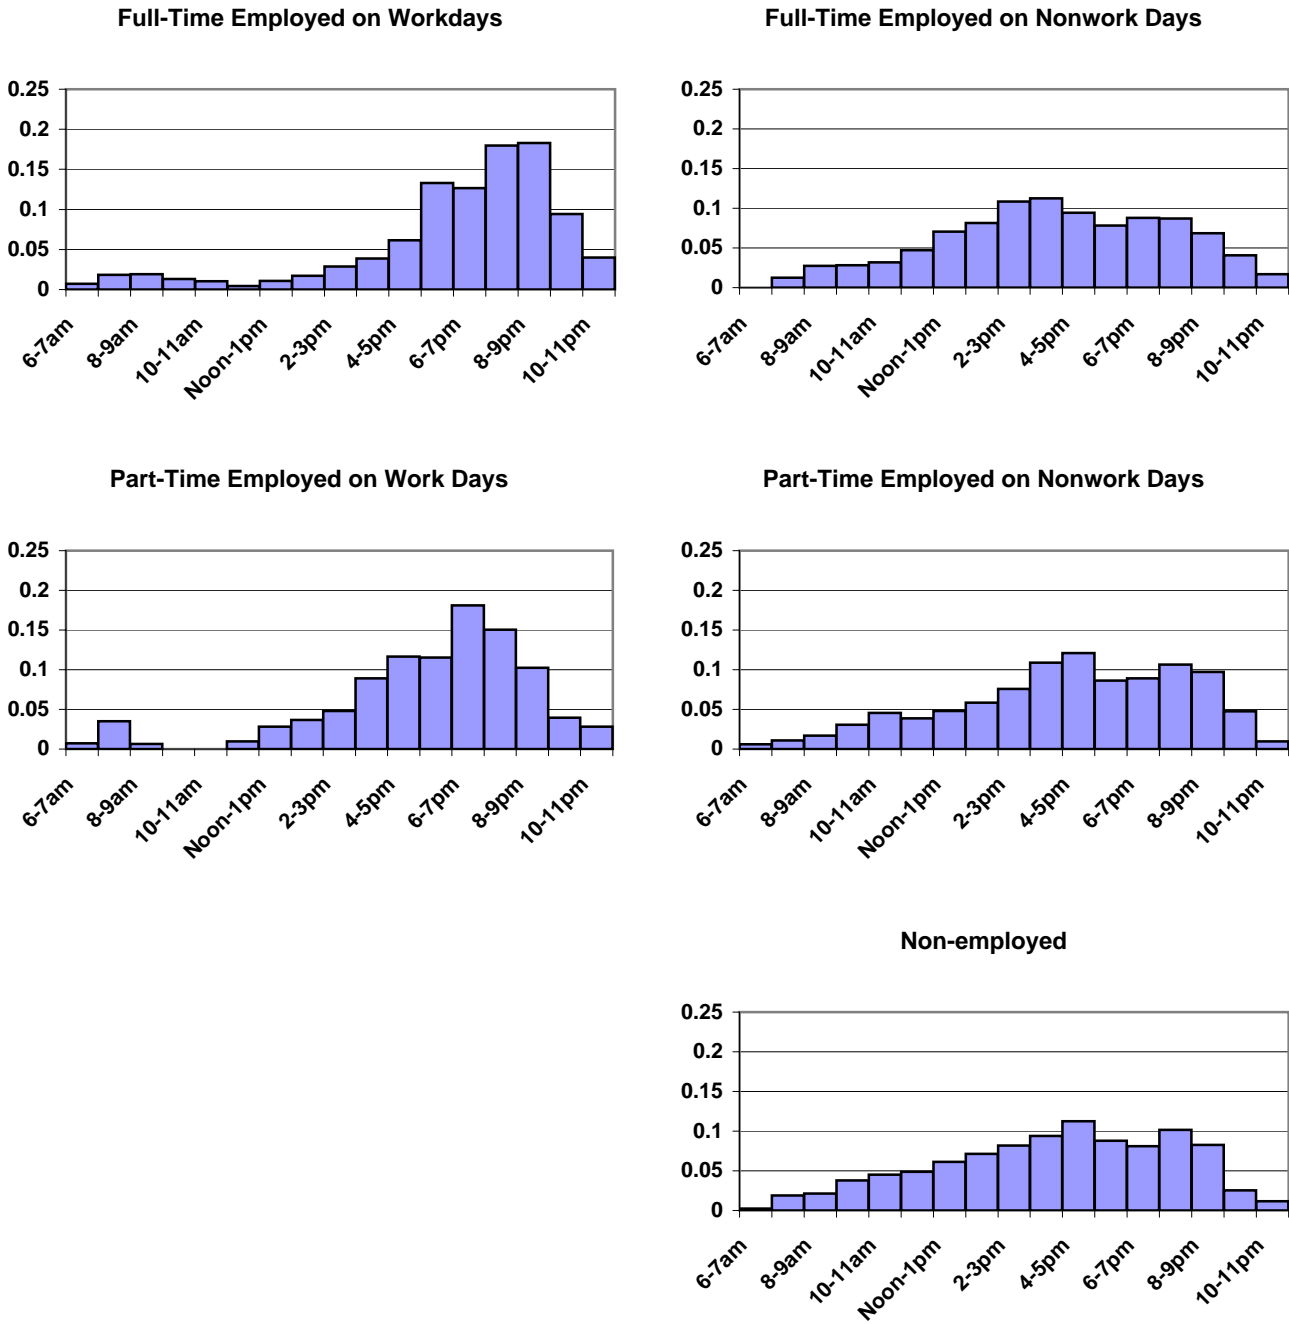 Full-Time Employed on Workdays
0.25
0.2
0.15
0.1
0.05
0
6-7am
8-9am
10-11am
Noon-1pm
2-3pm
4-5pm
6-7pm
8-9pm
10-11pm
Full-Time Employed on Nonwork Days
0.25
0.2
0.15
0.1
0.05
0
6-7am
8-9am
10-11am
Noon-1pm
2-3pm
4-5pm
6-7pm
8-9pm
10-11pm
Part-Time Employed on Work Days
0.25
0.2
0.15
0.1
0.05
0
6-7am
8-9am
10-11am
Noon-1pm
2-3pm
4-5pm
6-7pm
8-9pm
10-11pm
Part-Time Employed on Nonwork Days
0.25
0.2
0.15
0.1
0.05
0
6-7am
8-9am
10-11am
Noon-1pm
2-3pm
4-5pm
6-7pm
8-9pm
10-11pm
Non-employed
0.25
0.2
0.15
0.1
0.05
0
6-7am
8-9am
10-11am
Noon-1pm
2-3pm
4-5pm
6-7pm
8-9pm
10-11pm